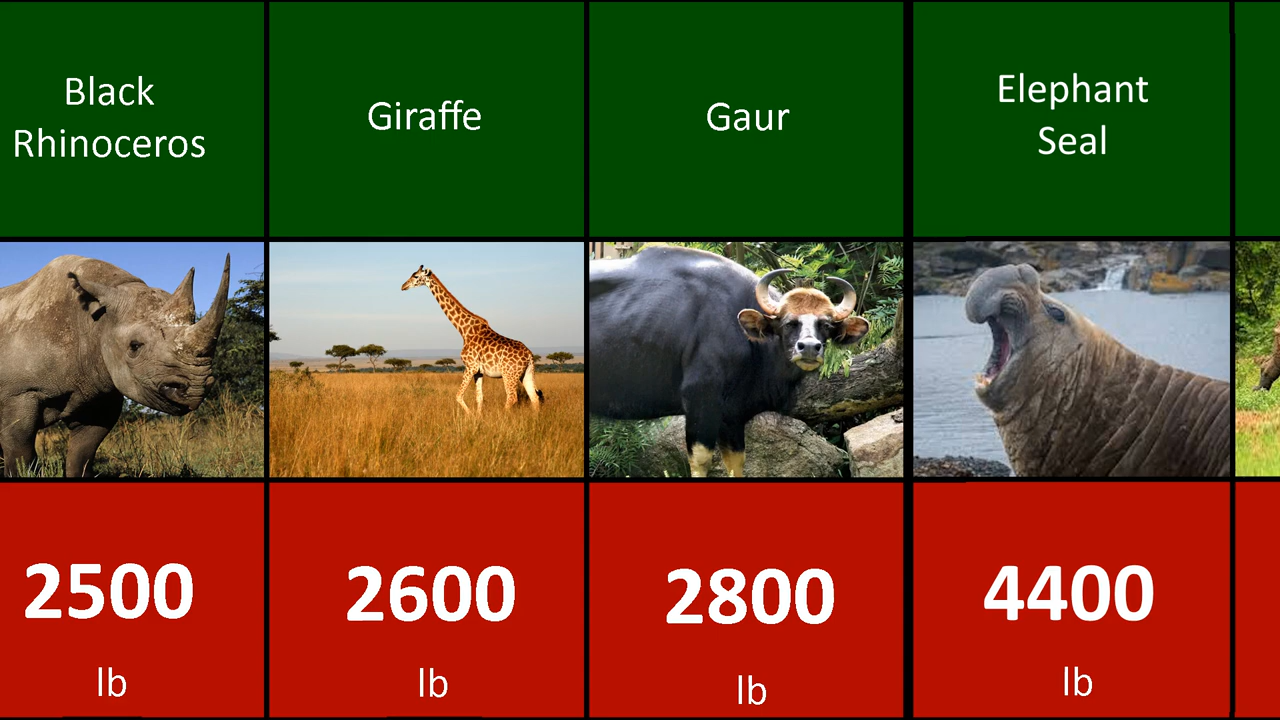 Black
Rhinoceros
Giraffe
Gaur
Elephant
Seal
2500
lb
2600
lb
2800
lb
4400
lb